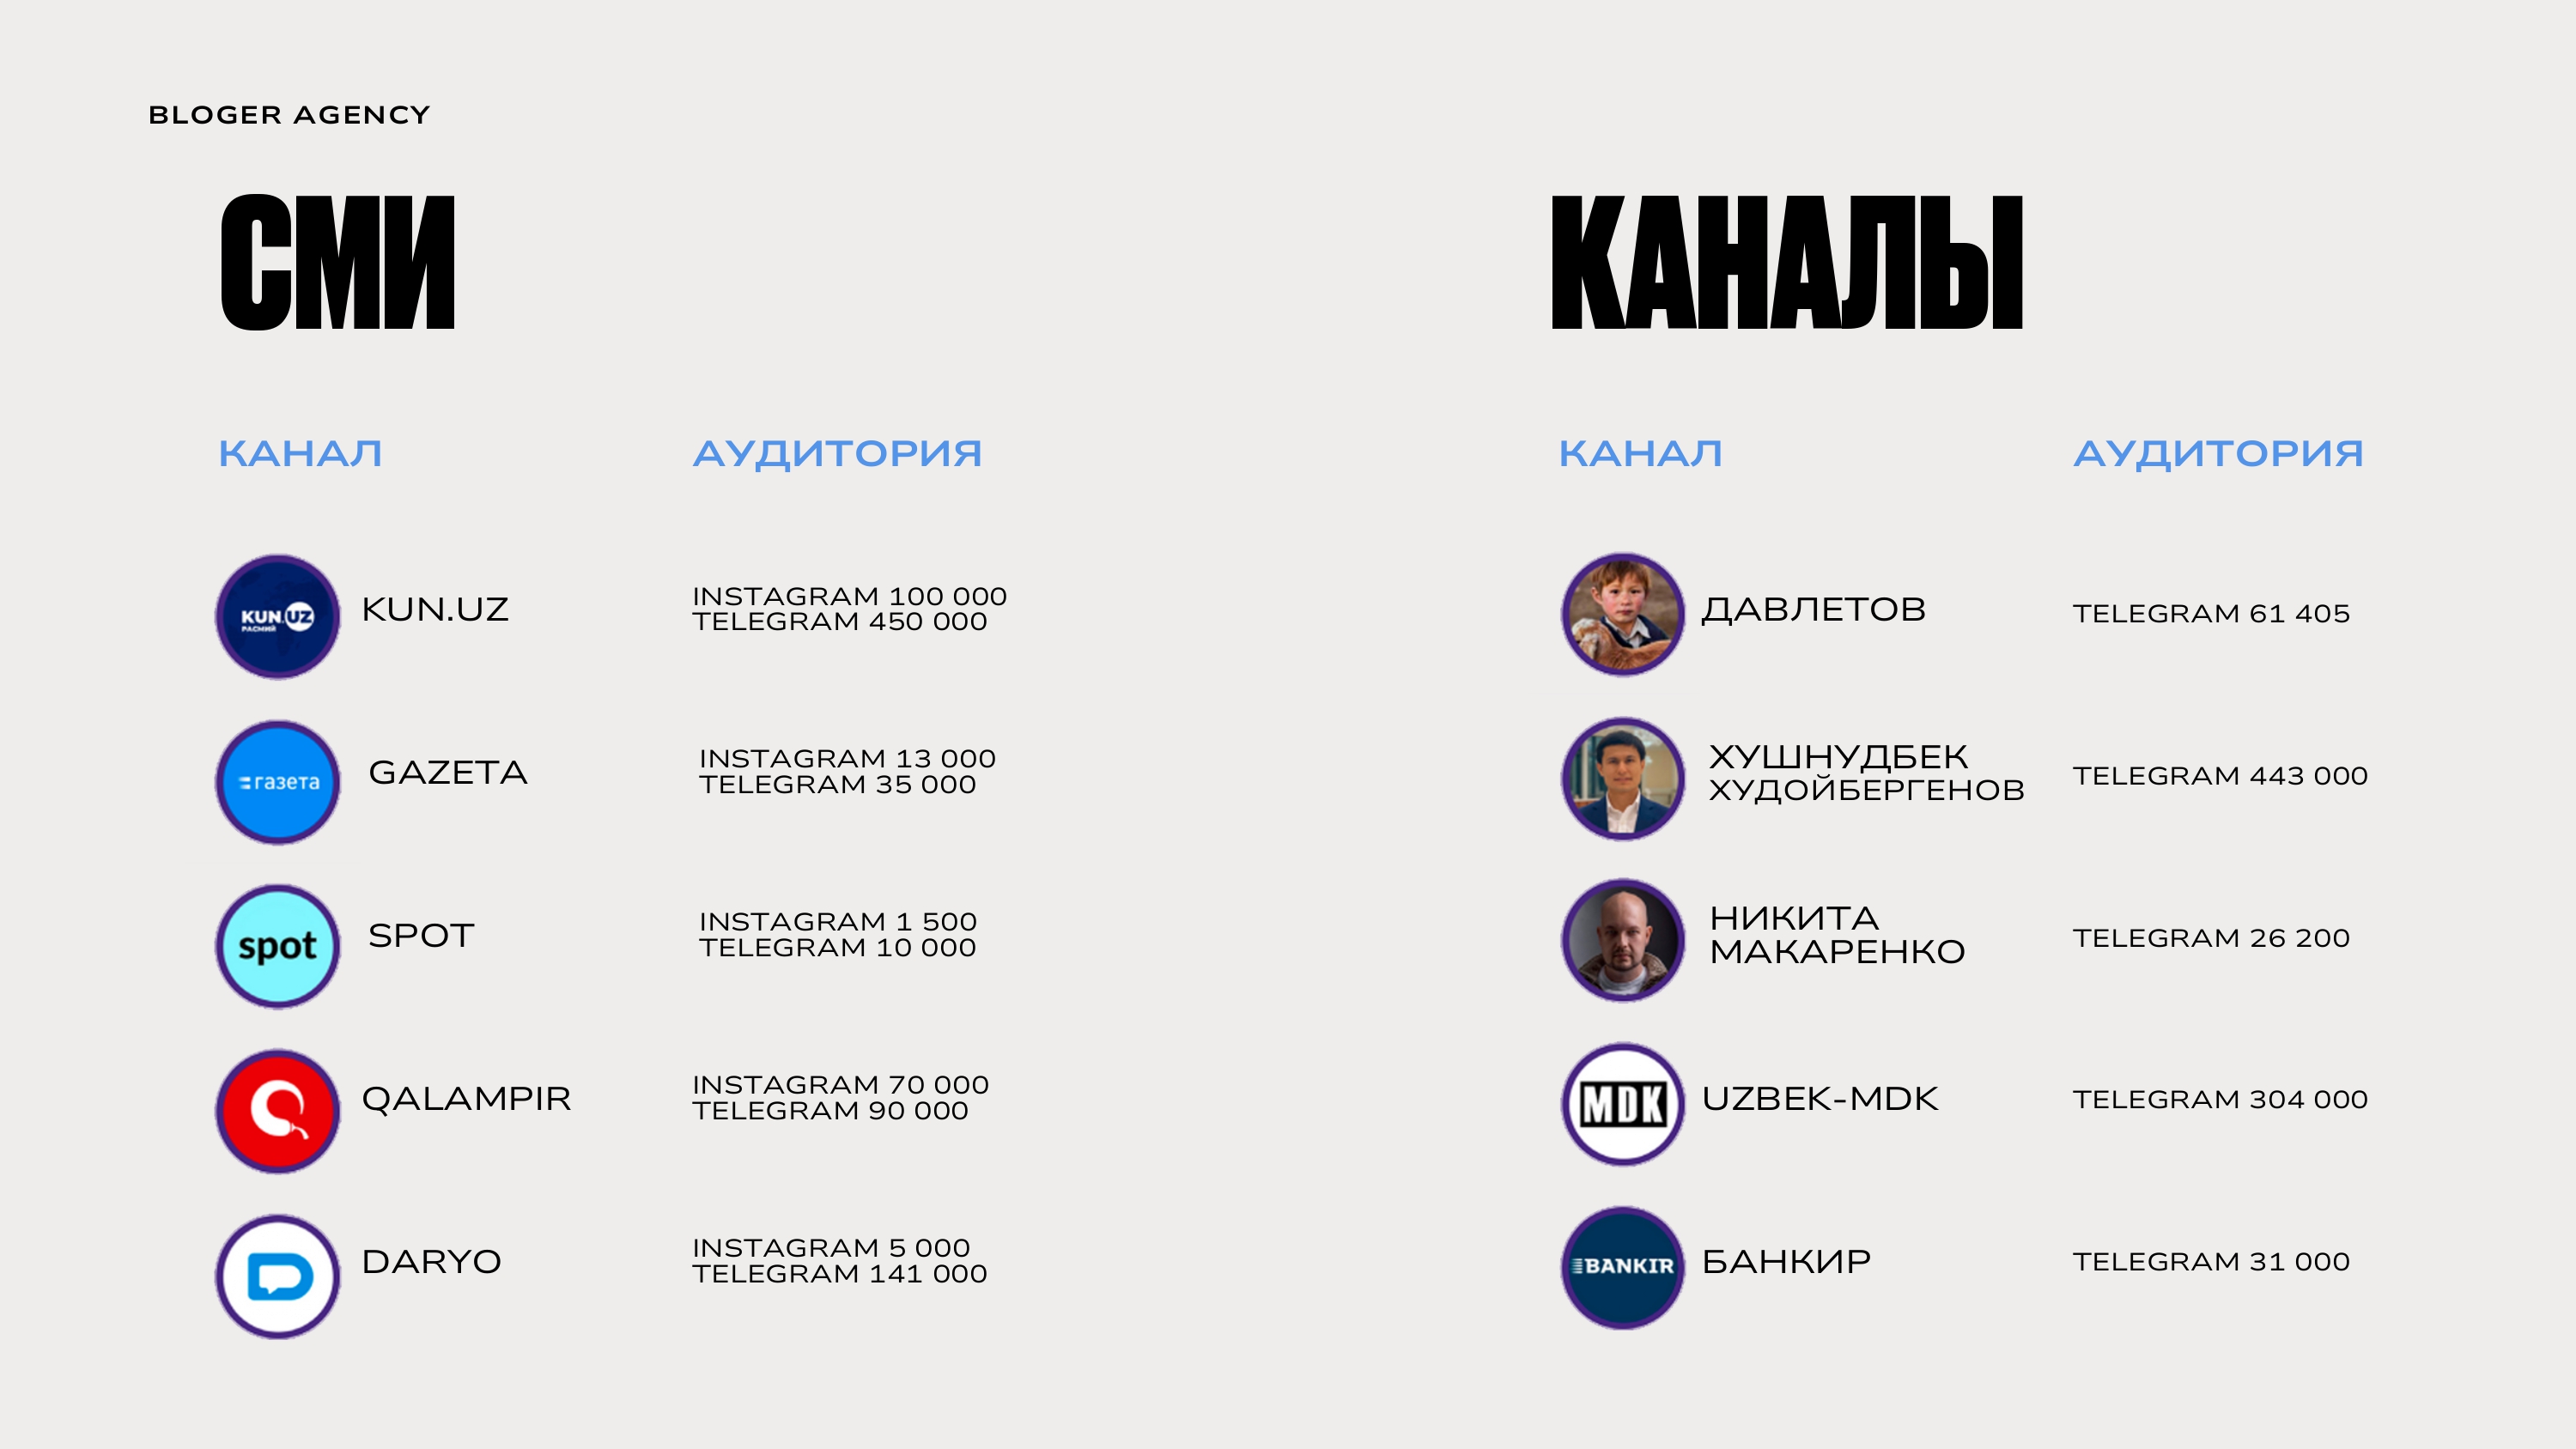 BLOGER AGENCY
СМИ
КАНАЛ
АУДИТОРИЯ
KUN.UZ
РАСМИЙ
KUN.UZ
INSTAGRAM 100 000
TELEGRAM 450 000
газета
GAZETA
INSTAGRAM 13 000
TELEGRAM 35 000
spot
SPOT
INSTAGRAM 1 500
TELEGRAM 10 000
QALAMPIR
INSTAGRAM 70 000
TELEGRAM 90 000
DARYO
INSTAGRAM 5 000
TELEGRAM 141 000
КАНАЛЫ
КАНАЛ
АУДИТОРИЯ
ДАВЛЕТОВ
TELEGRAM 61 405
ХУШНУДБЕК
ХУДОЙБЕРГЕНОВ
TELEGRAM 443 000
НИКИТА
МАКАРЕНКО
TELEGRAM 26 200
MDK
UZBEK-MDK
TELEGRAM 304 000
BANKIR
БАНКИР
TELEGRAM 31 000